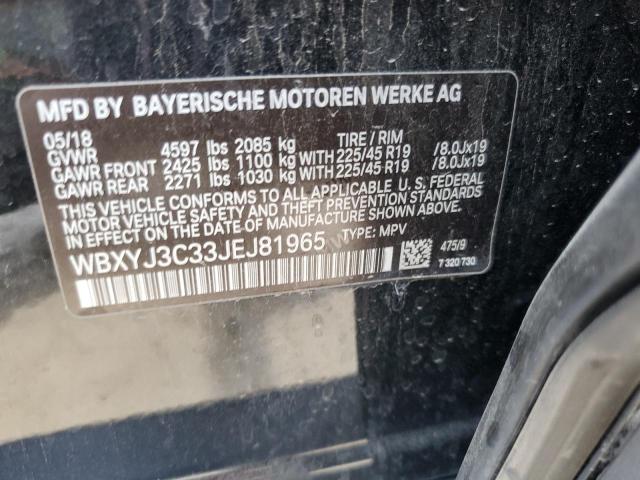 MFD BY BAYERISCHE MOTOREN WERKE AG
05/18 TIRE / RIM
GVWR 4597 lbs 2085 kg
GAWR FRONT 2425 lbs 1100 kg WITH 225/45 R19 /8.0Jx19
GAWR REAR 2271 lbs 1030 kg WITH 225/45 R19 /8.0Jx19
THIS VEHICLE CONFORMS TO ALL APPLICABLE U.S. FEDERAL
MOTOR VEHICLE SAFETY AND THEFT PREVENTION STANDARDS
IN EFFECT ON THE DATE OF MANUFACTURE SHOWN ABOVE.
WBXYJ3C33JEJ81965 TYPE: MPV
475/9
7 320 730